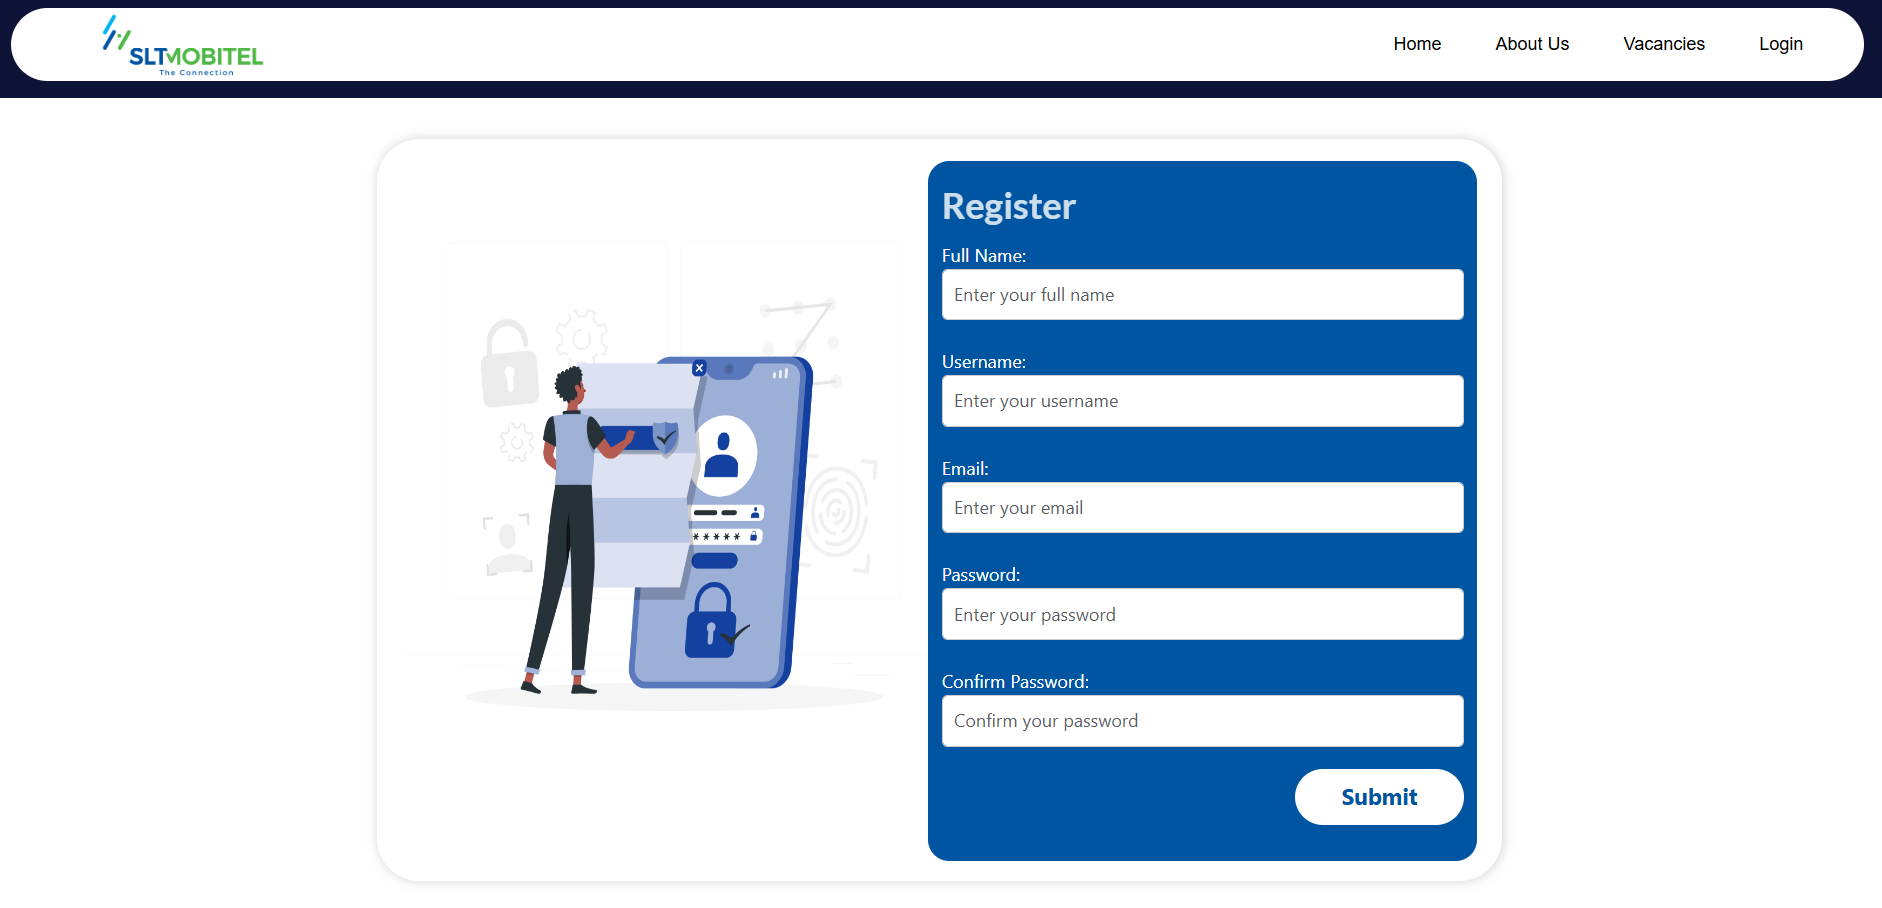 SLTMOBITEL
The Connection
Home About Us Vacancies Login
Register
Full Name:
Enter your full name
Username:
Enter your username
Email:
Enter your email
Password:
Enter your password
Confirm Password:
Confirm your password
Submit